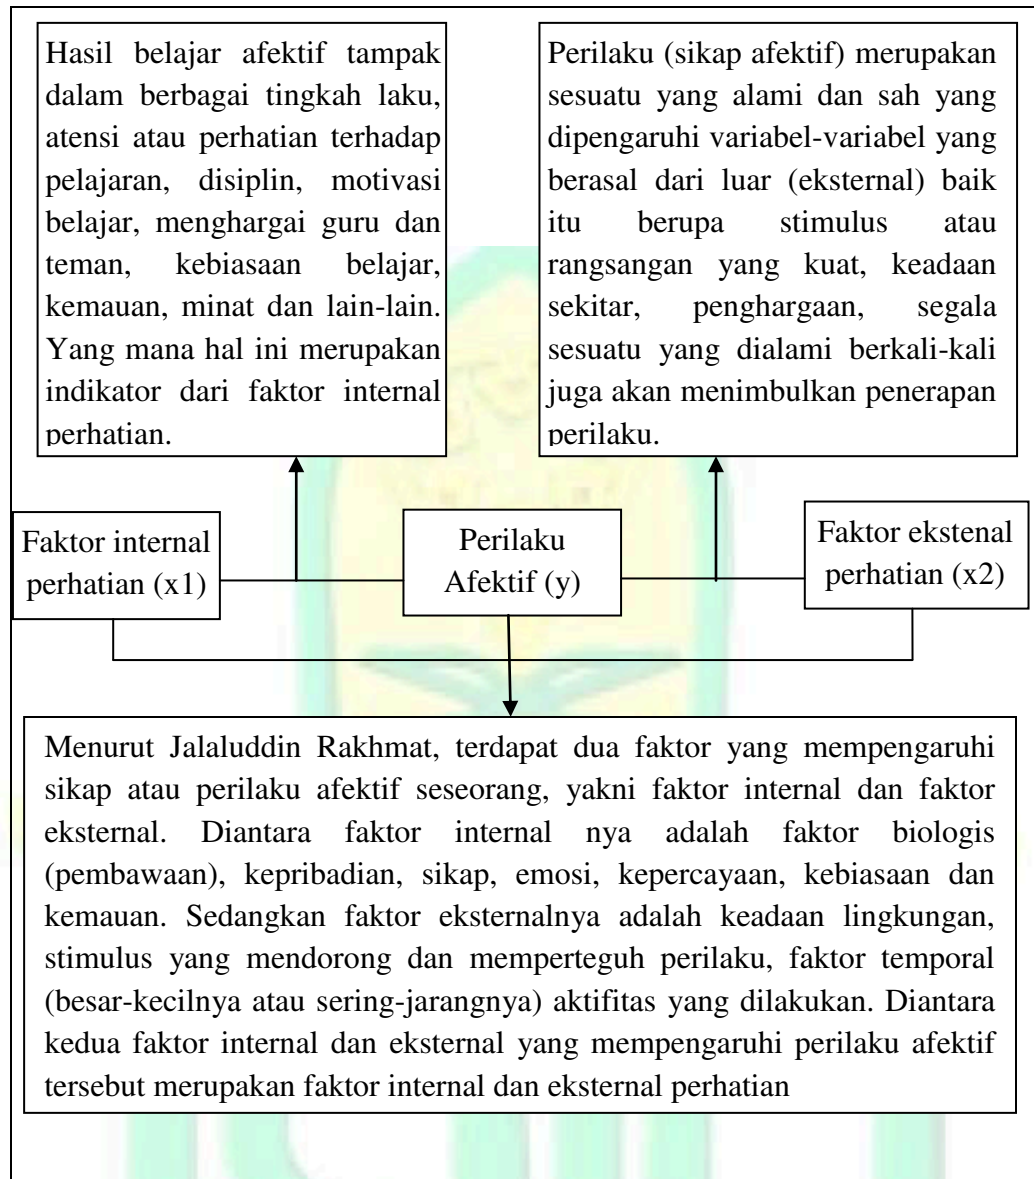 Hasil belajar afektif tampak
dalam berbagai tingkah laku,
atensi atau perhatian terhadap
pelajaran, disiplin, motivasi
belajar, menghargai guru dan
teman, kebiasaan belajar,
kemauan, minat dan lain-lain.
Yang mana hal ini merupakan
indikator dari faktor internal
perhatian.
Perilaku (sikap afektif) merupakan
sesuatu yang alami dan sah yang
dipengaruhi variabel-variabel yang
berasal dari luar (eksternal) baik
itu berupa stimulus atau
rangsangan yang kuat, keadaan
sekitar, penghargaan, segala
sesuatu yang dialami berkali-kali
juga akan menimbulkan penerapan
perilaku.
Faktor internal
perhatian (x1)
Perilaku
Afektif (y)
Faktor ekstenal
perhatian (x2)
Menurut Jalaluddin Rakhmat, terdapat dua faktor yang mempengaruhi
sikap atau perilaku afektif seseorang, yakni faktor internal dan faktor
eksternal. Diantara faktor internal nya adalah faktor biologis
(pembawaan), kepribadian, sikap, emosi, kepercayaan, kebiasaan dan
kemauan. Sedangkan faktor eksternalnya adalah keadaan lingkungan,
stimulus yang mendorong dan memperteguh perilaku, faktor temporal
(besar-kecilnya atau sering-jarangnya) aktifitas yang dilakukan. Diantara
kedua faktor internal dan eksternal yang mempengaruhi perilaku afektif
tersebut merupakan faktor internal dan eksternal perhatian